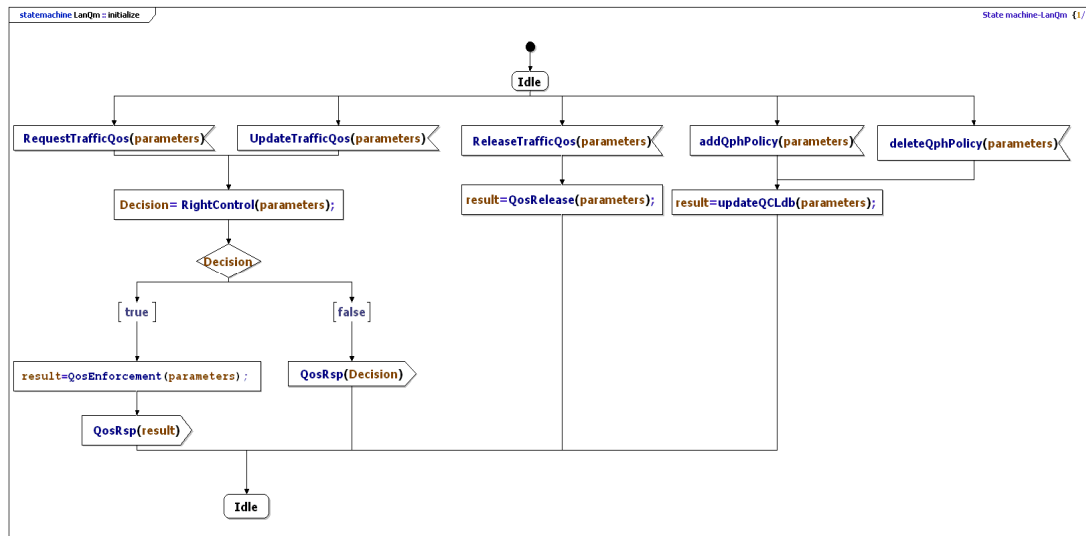 statemachine LanQm :: initialize
State machine-LanQm {1/
Idle
RequestTrafficQos(parameters)
UpdateTrafficQos(parameters)
ReleaseTrafficQos(parameters)
addQphPolicy(parameters)
deleteQphPolicy(parameters)
Decision= RightControl(parameters);
result=QosRelease(parameters);
result=updateQCLdb(parameters);
Decision
[true ]
[false]
result=QosEnforcement(parameters);
QosRsp(Decision)
QosRsp(result)
Idle